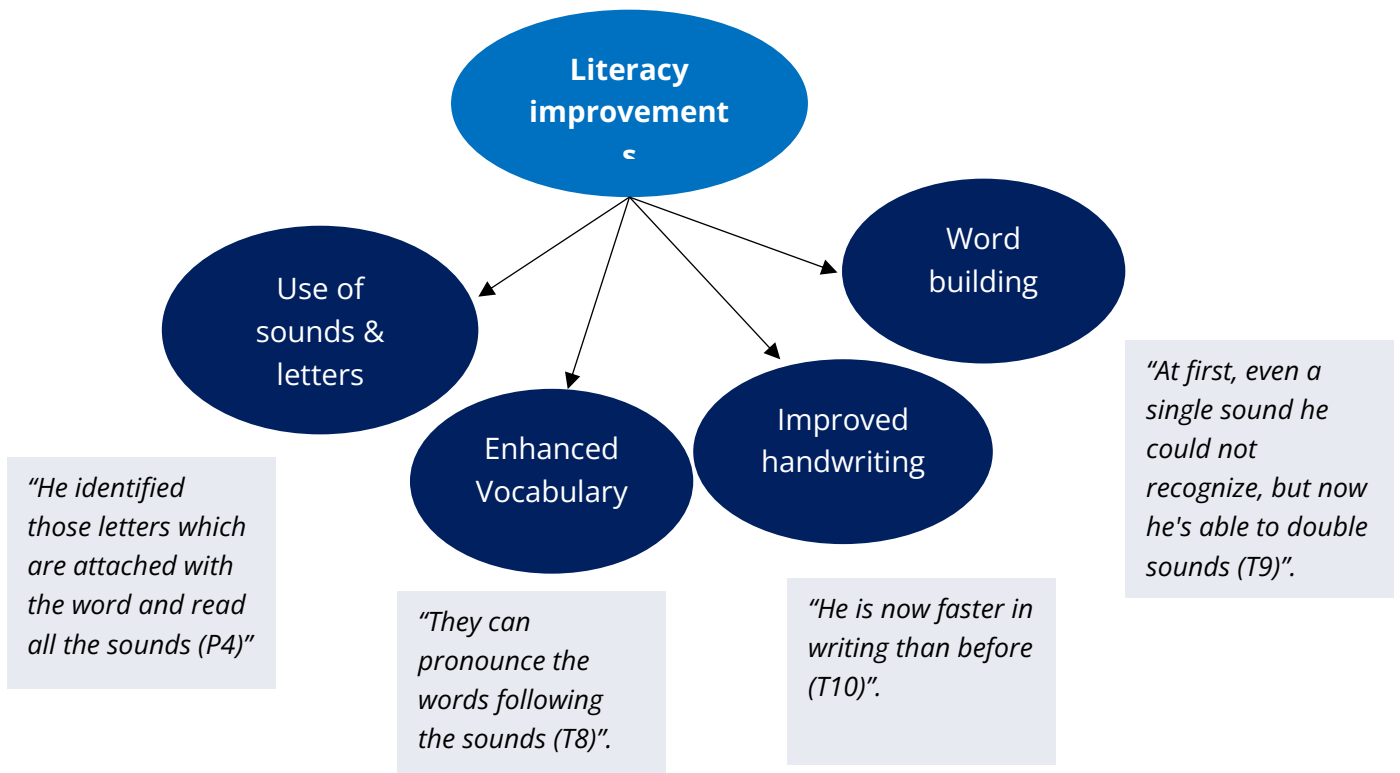 Literacy
improvement
s
Word
building
Use of
sounds &
letters
Improved
handwriting
Enhanced
Vocabulary
“At first, even a
single sound he
could not
recognize, but now
he's able to double
sounds (T9)”.
“He identified
those letters which
are attached with
the word and read
all the sounds (P4)”
“They can
pronounce the
words following
the sounds (T8)”.
“He is now faster in
writing than before
(T10)”.